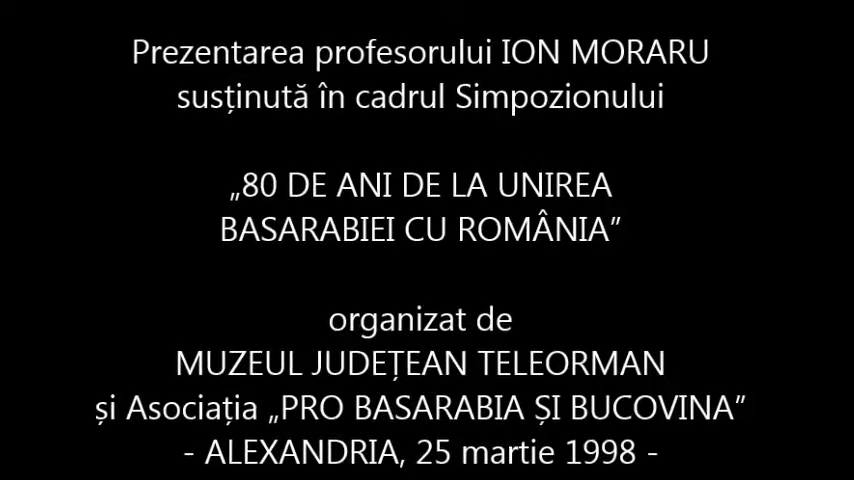 Prezentarea profesorului ION MORARU
susținută în cadrul Simpozionului
„80 DE ANI DE LA UNIREA
BASARABIEI CU ROMÂNIA”
organizat de
MUZEUL JUDEȚEAN TELEORMAN
și Asociația „PRO BASARABIA ȘI BUCOVINA”
- ALEXANDRIA, 25 martie 1998 -